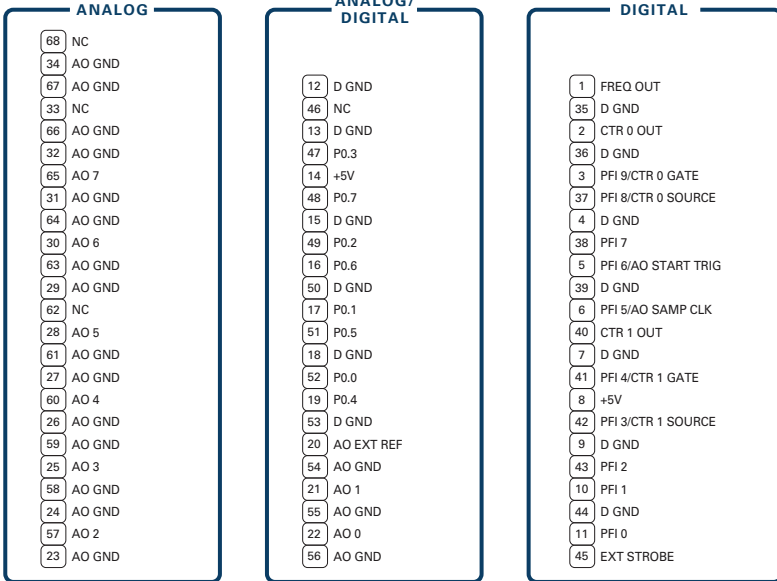 ANALOG
68 NC
34 AO GND
67 AO GND
33 NC
66 AO GND
32 AO GND
65 AO 7
31 AO GND
64 AO GND
30 AO 6
63 AO GND
29 AO GND
62 NC
28 AO 5
61 AO GND
27 AO GND
60 AO 4
26 AO GND
59 AO GND
25 AO 3
58 AO GND
24 AO GND
57 AO 2
23 AO GND
ANALOG/
DIGITAL
12 D GND
46 NC
13 D GND
47 P0.3
14 +5V
48 P0.7
15 D GND
49 P0.2
16 P0.6
50 D GND
17 P0.1
51 P0.5
18 D GND
52 P0.0
19 P0.4
53 D GND
20 AO EXT REF
54 AO GND
21 AO 1
55 AO GND
22 AO 0
56 AO GND
DIGITAL
1 FREQ OUT
35 D GND
2 CTR 0 OUT
36 D GND
3 PFI 9/CTR 0 GATE
37 PFI 8/CTR 0 SOURCE
4 D GND
38 PFI 7
5 PFI 6/AO START TRIG
39 D GND
6 PFI 5/AO SAMP CLK
40 CTR 1 OUT
7 D GND
41 PFI 4/CTR 1 GATE
8 +5V
42 PFI 3/CTR 1 SOURCE
9 D GND
43 PFI 2
10 PFI 1
44 D GND
11 PFI 0
45 EXT STROBE